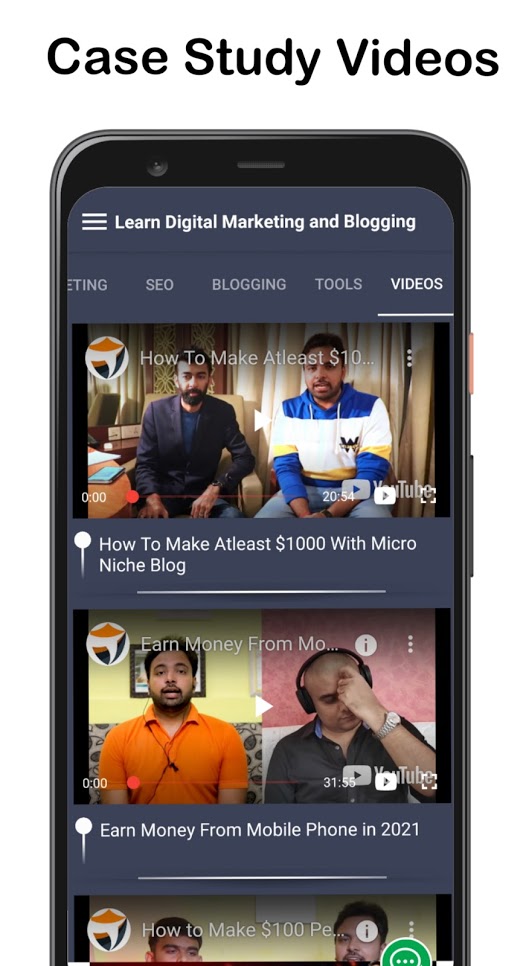 Case Study Videos
Learn Digital Marketing and Blogging
ETING SEO BLOGGING TOOLS VIDEOS
How To Make Atleast $10...
W
0:00 20:54 YouTube
How To Make Atleast $1000 With Micro
Niche Blog
Earn Money From Mo...
0:00 31:55 YouTube
Earn Money From Mobile Phone in 2021
How to Make $100 Pe...